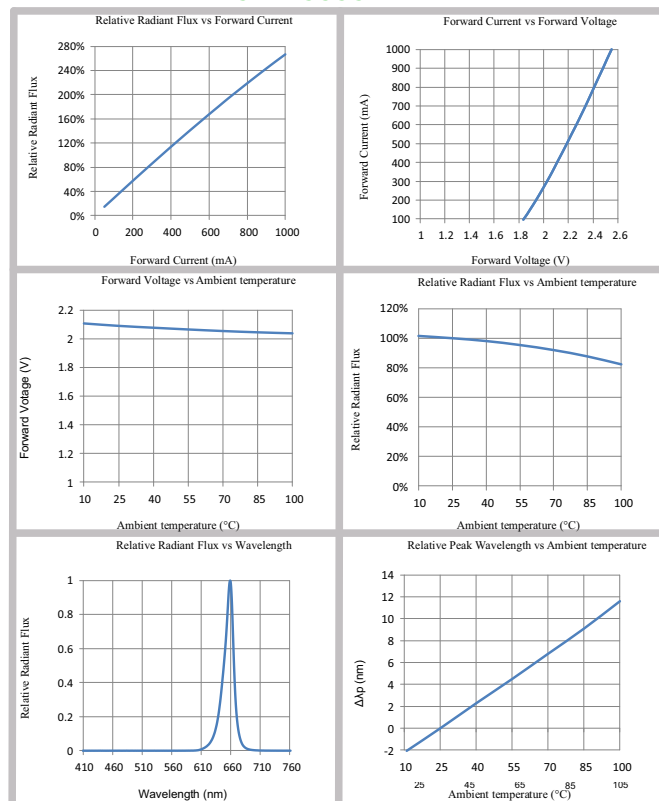 Relative Radiant Flux vs Forward Current
280%
240%
200%
160%
120%
80%
40%
0%
Relative Radiant Flux
0 200 400 600 800 1000
Forward Current (mA)
Forward Current vs Forward Voltage
1000
900
800
700
600
500
400
300
200
100
Forward Current (mA)
1 1.2 1.4 1.6 1.8 2 2.2 2.4 2.6
Forward Voltage (V)
Forward Voltage vs Ambient temperature
2.2
2
1.8
1.6
1.4
1.2
1
Forward Votage (V)
10 25 40 55 70 85 100
Ambient temperature (°C)
Relative Radiant Flux vs Ambient temperature
120%
100%
80%
60%
40%
20%
0%
Relative Radiant Flux
10 25 40 55 70 85 100
Ambient temperature (°C)
Relative Radiant Flux vs Wavelength
1
0.8
0.6
0.4
0.2
0
Relative Radiant Flux
410 460 510 560 610 660 710 760
Wavelength (nm)
Relative Peak Wavelength vs Ambient temperature
14
12
10
8
6
4
2
0
-2
Δλp (nm)
10 25 40 55 70 85 100
25 45 65 85 105
Ambient temperature (°C)